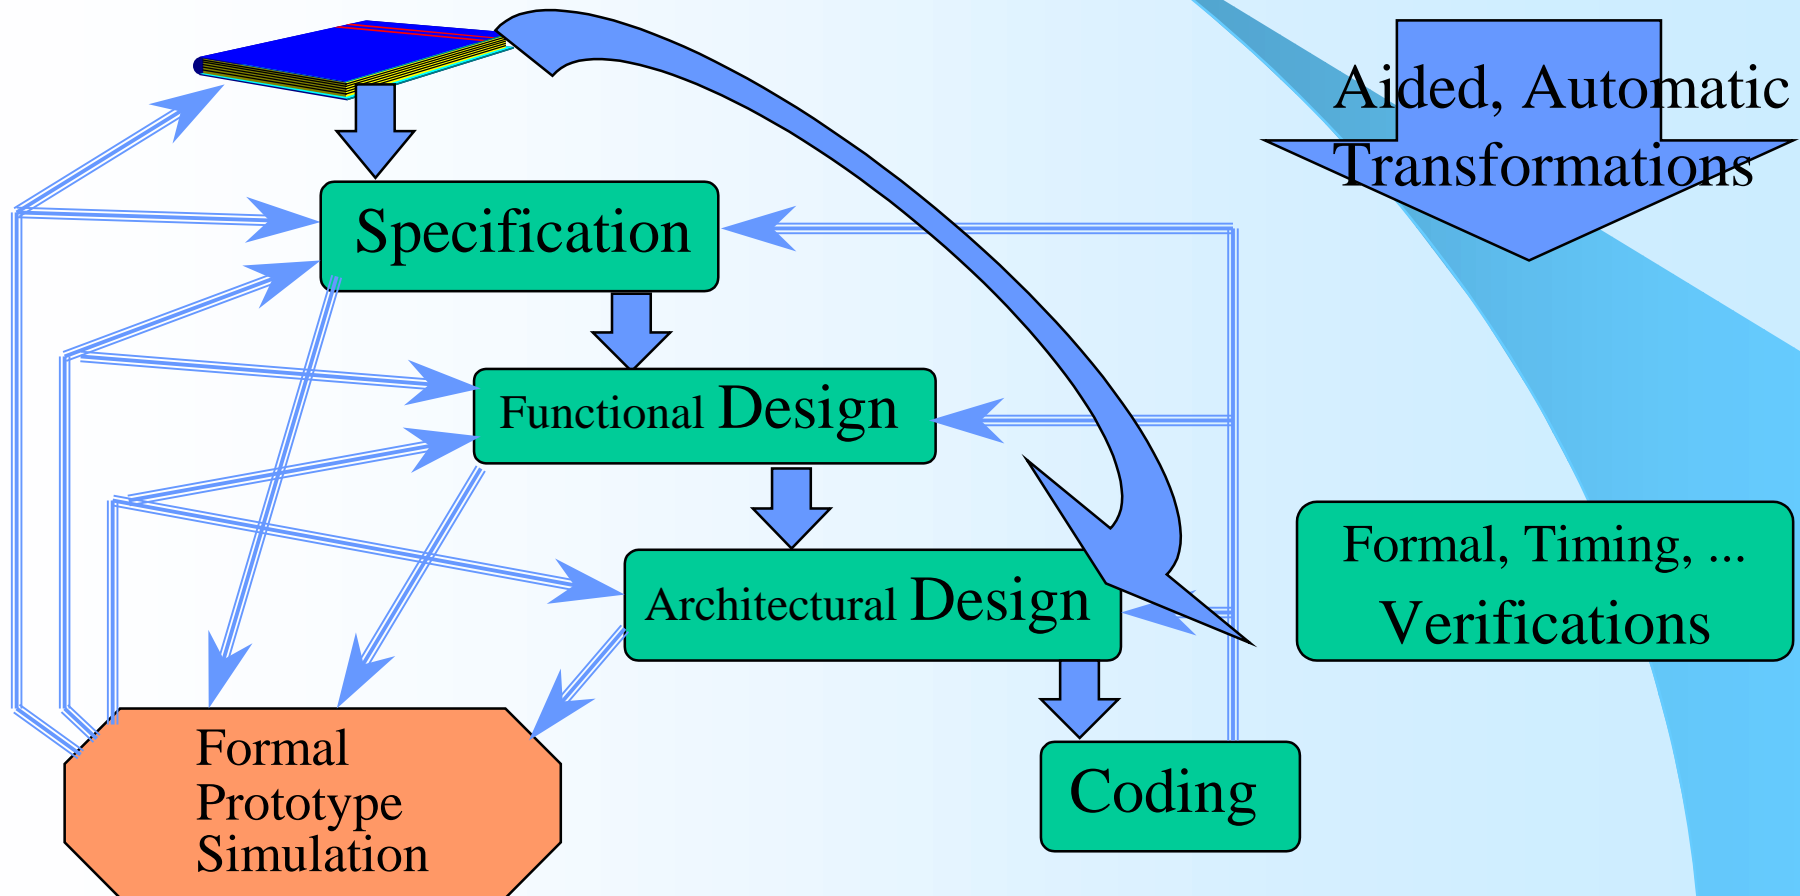 Aided, Automatic
Transformations
Specification
Functional Design
Architectural Design
Formal, Timing, ...
Verifications
Coding
Formal
Prototype
Simulation